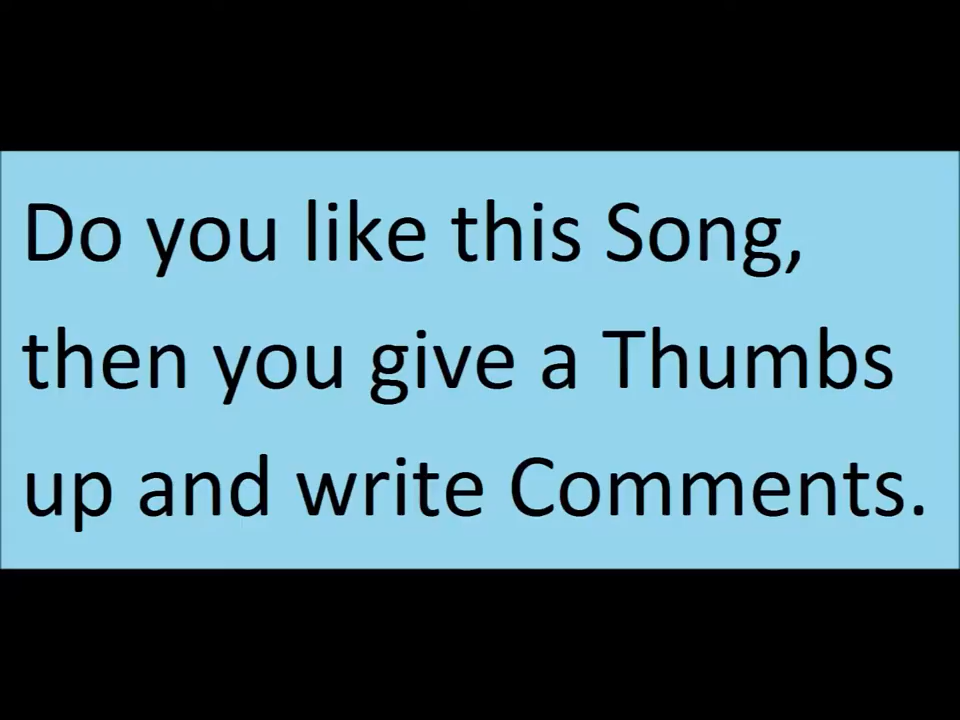 Do you like this Song,
then you give a Thumbs
up and write Comments.